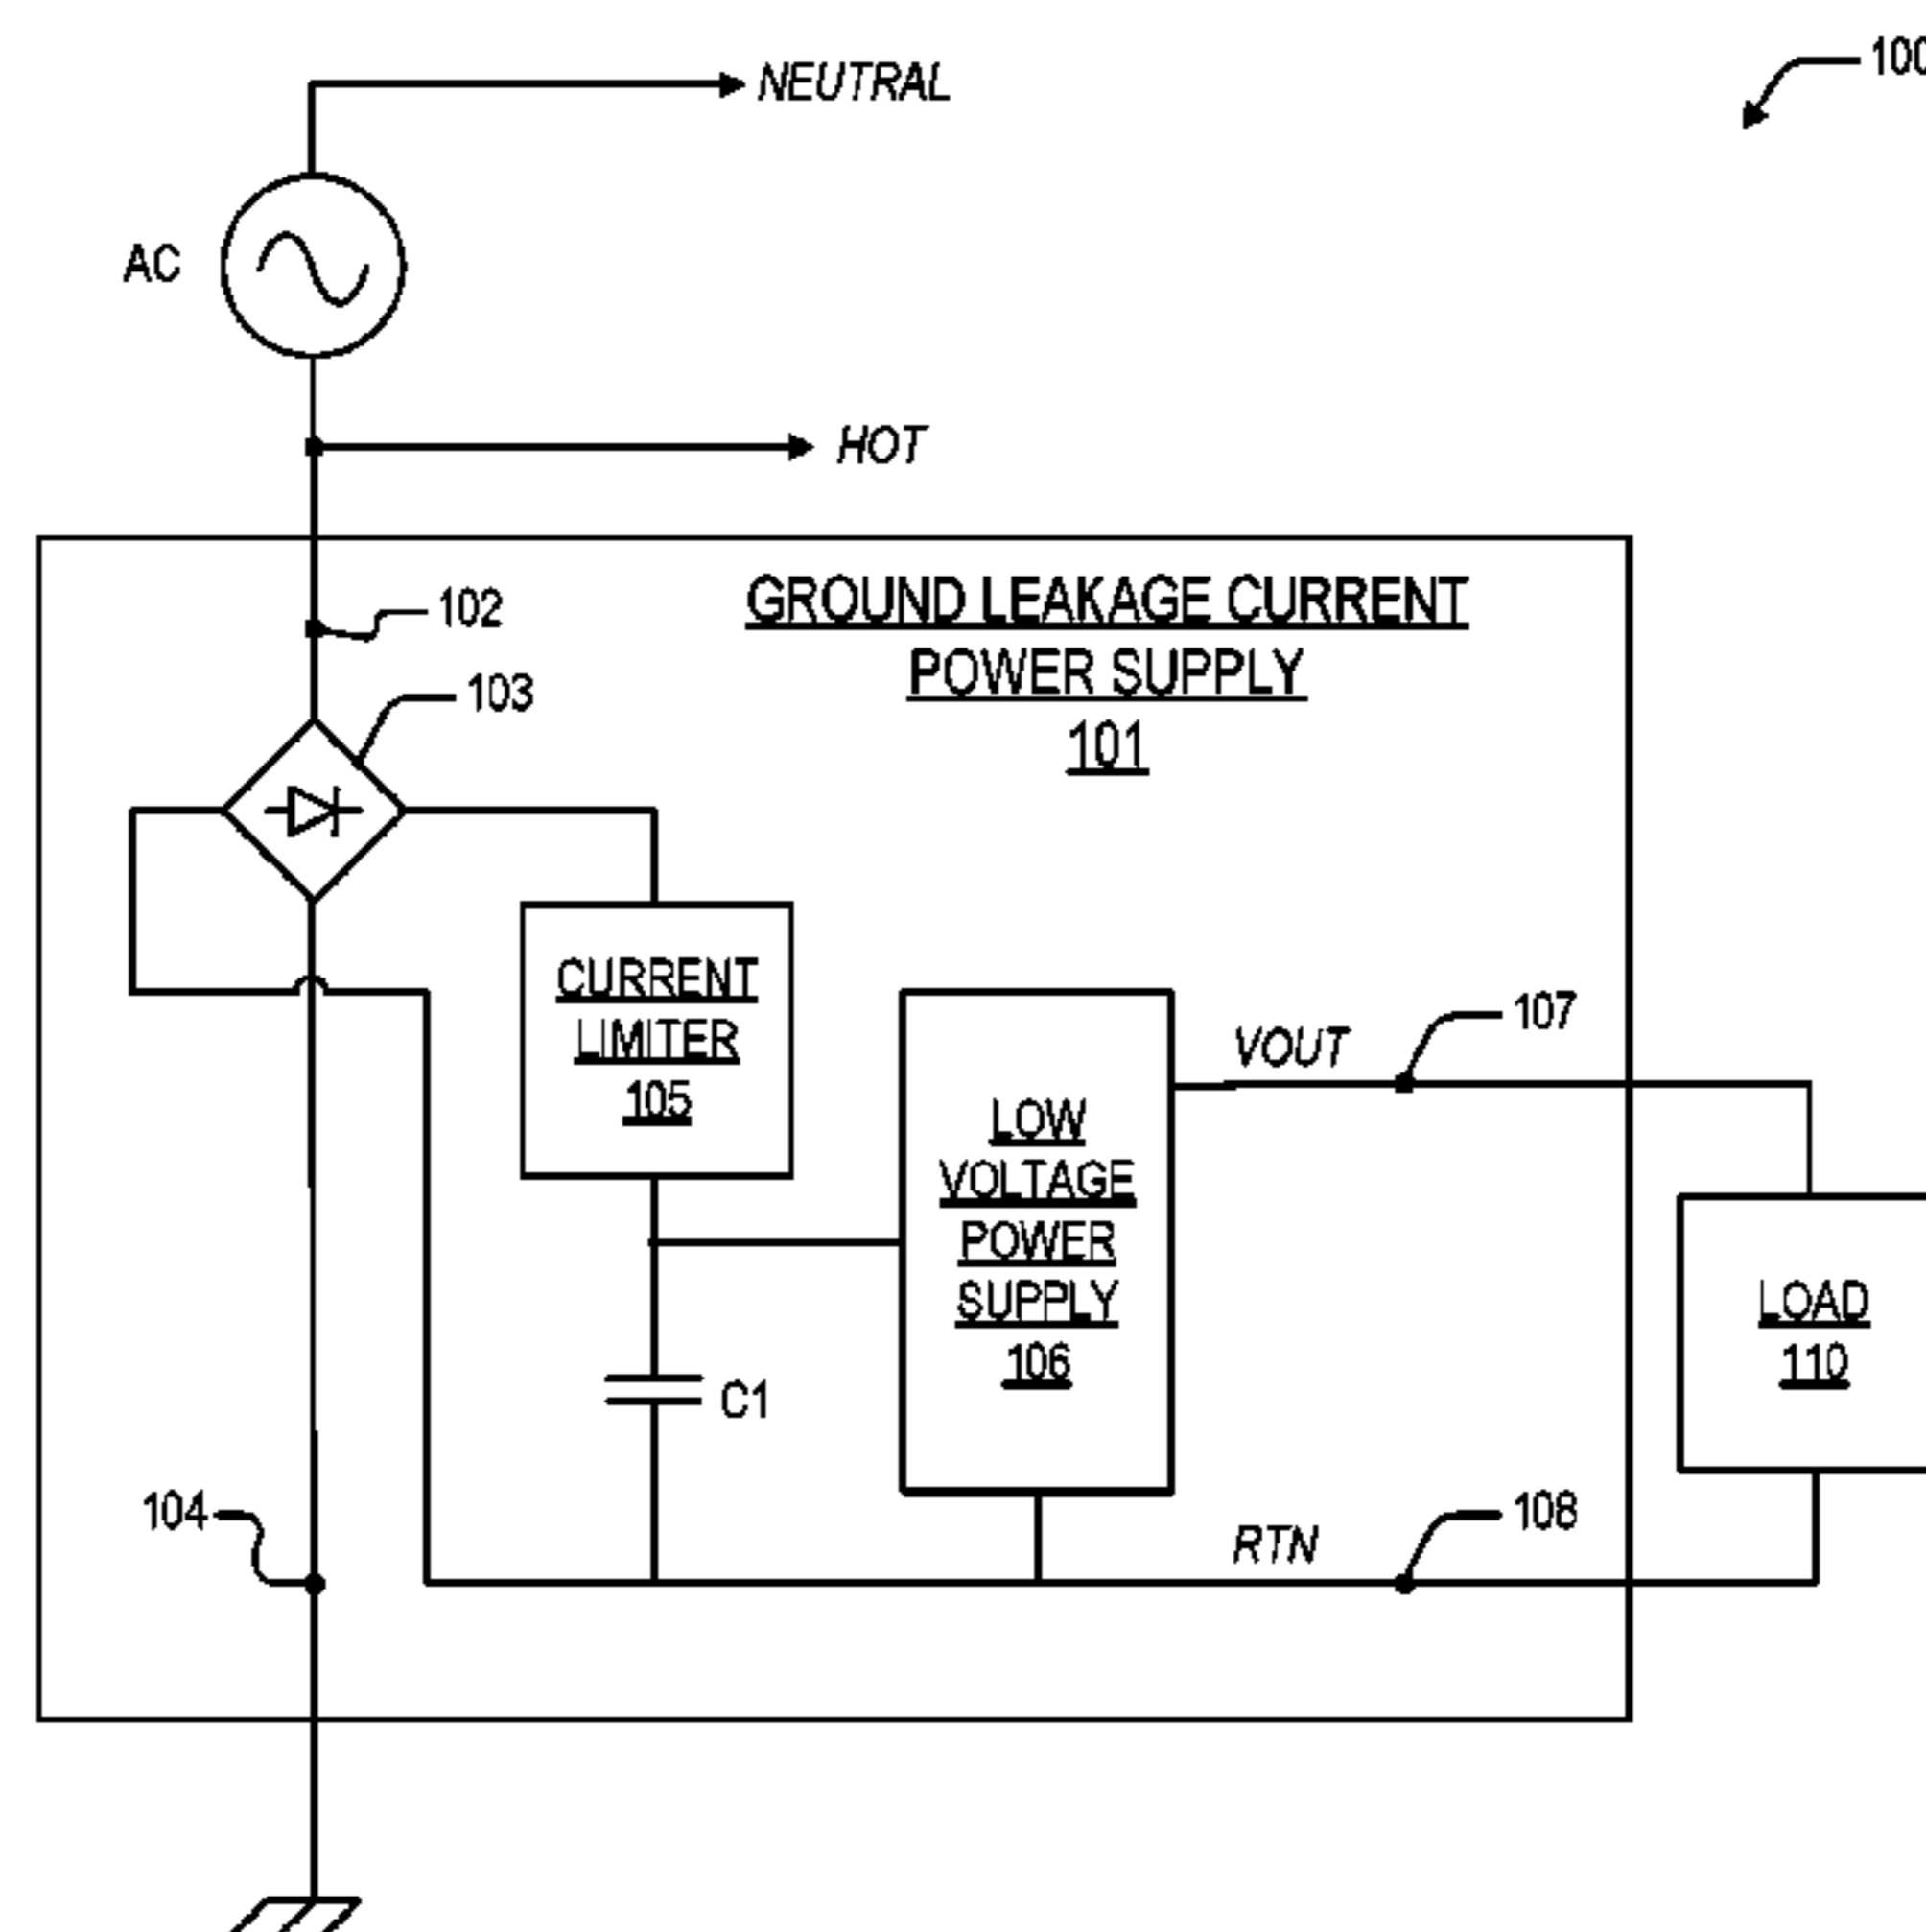 NEUTRAL
100
AC
HOT
102
GROUND LEAKAGE CURRENT
POWER SUPPLY
101
103
CURRENT
LIMITER
105
107
VOUT
LOW
VOLTAGE
POWER
SUPPLY
106
LOAD
110
C1
104
108
RTN